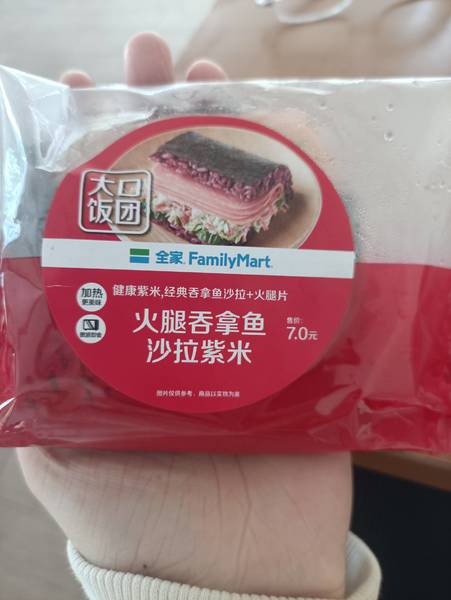 大口
饭团
全家 FamilyMart
加热
更美味
健康紫米,经典吞拿鱼沙拉+火腿片
火腿吞拿鱼
沙拉紫米
售价:
7.0元
图片仅供参考，商品以实物为准